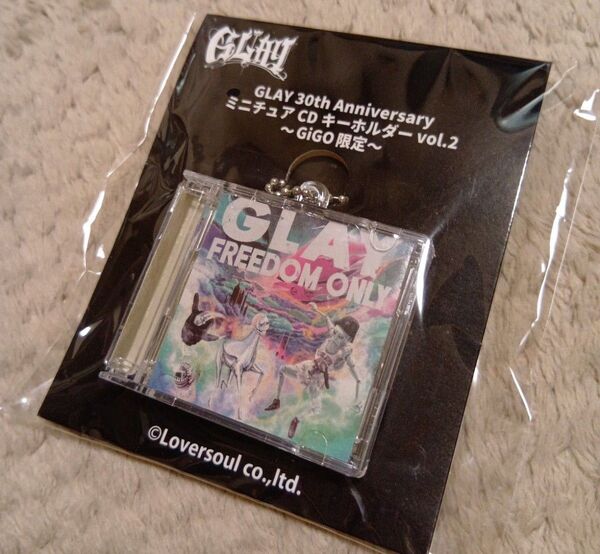 GLAY
GLAY 30th Anniversary
ミニチュア CD キーホルダー vol.2
～GiGO 限定～
GLAY
FREEDOM ONLY
©Loversoul co.,ltd.